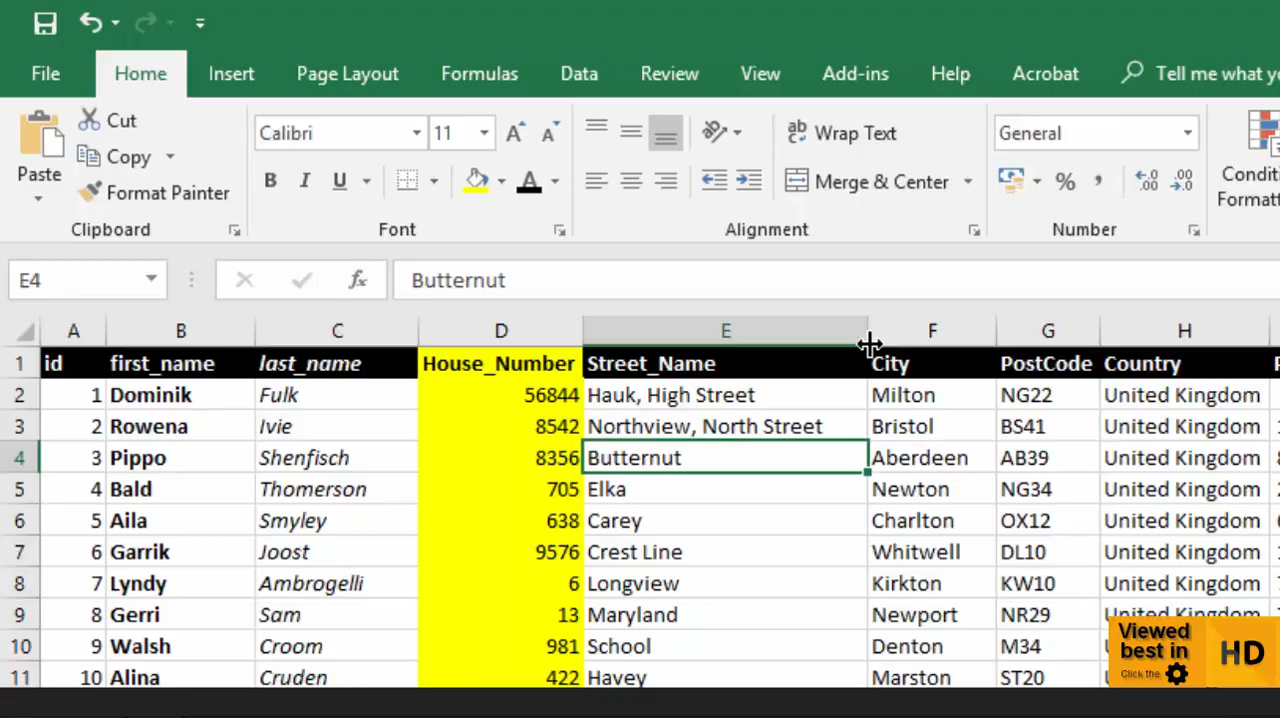 File Home Insert Page Layout Formulas Data Review View Add-ins Help Acrobat Tell me what
Paste Cut Copy Format Painter Clipboard
Calibri 11 B I U A Font
Wrap Text Merge & Center Alignment
General % , .00 .0 Number
E4 fx Butternut
A B C D E F G H
1 id first_name last_name House_Number Street_Name City PostCode Country
2 1 Dominik Fulk 56844 Hauk, High Street Milton NG22 United Kingdom
3 2 Rowena Ivie 8542 Northview, North Street Bristol BS41 United Kingdom
4 3 Pippo Shenfisch 8356 Butternut Aberdeen AB39 United Kingdom
5 4 Bald Thomerson 705 Elka Newton NG34 United Kingdom
6 5 Aila Smyley 638 Carey Charlton OX12 United Kingdom
7 6 Garrik Joost 9576 Crest Line Whitwell DL10 United Kingdom
8 7 Lyndy Ambrogelli 6 Longview Kirkton KW10 United Kingdom
9 8 Gerri Sam 13 Maryland Newport NR29 United Kingdom
10 9 Walsh Croom 981 School Denton M34
11 10 Alina Cruden 422 Havey Marston ST20
Viewed
best in HD
Click the